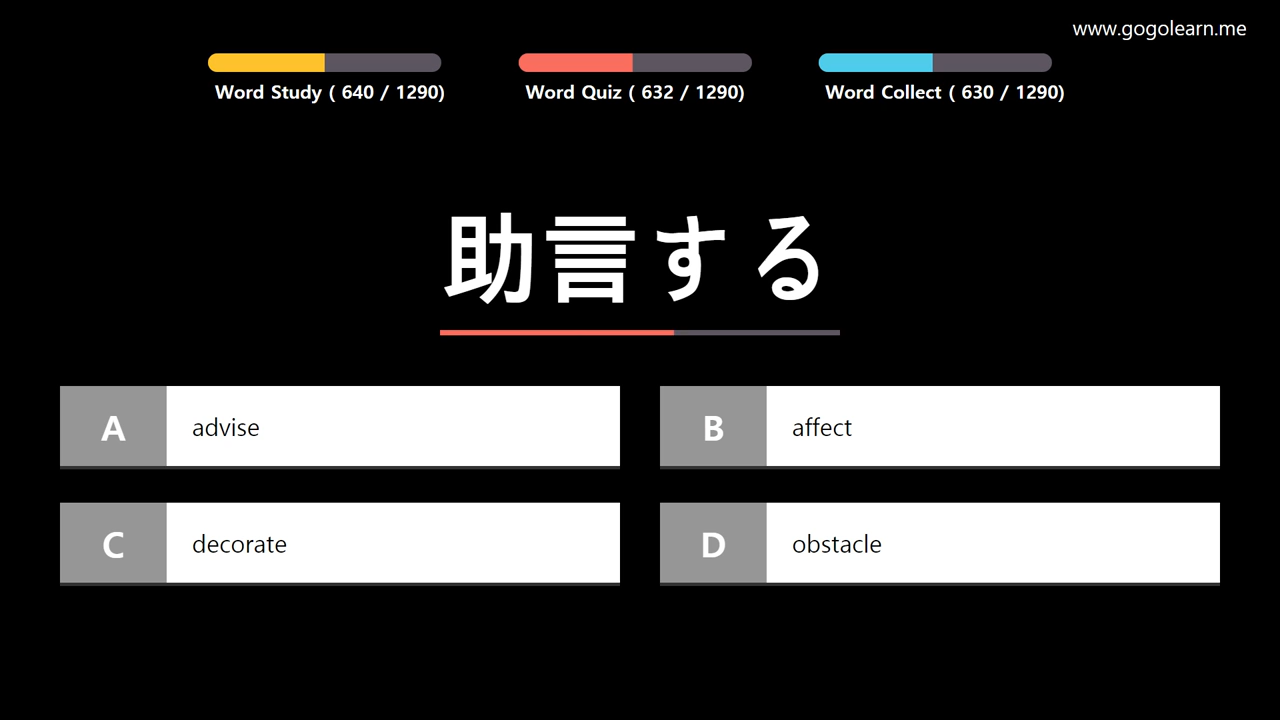 www.gogolearn.me
Word Study ( 640 / 1290)
Word Quiz ( 632 / 1290)
Word Collect ( 630 / 1290)
助言する
A advise
B affect
C decorate
D obstacle